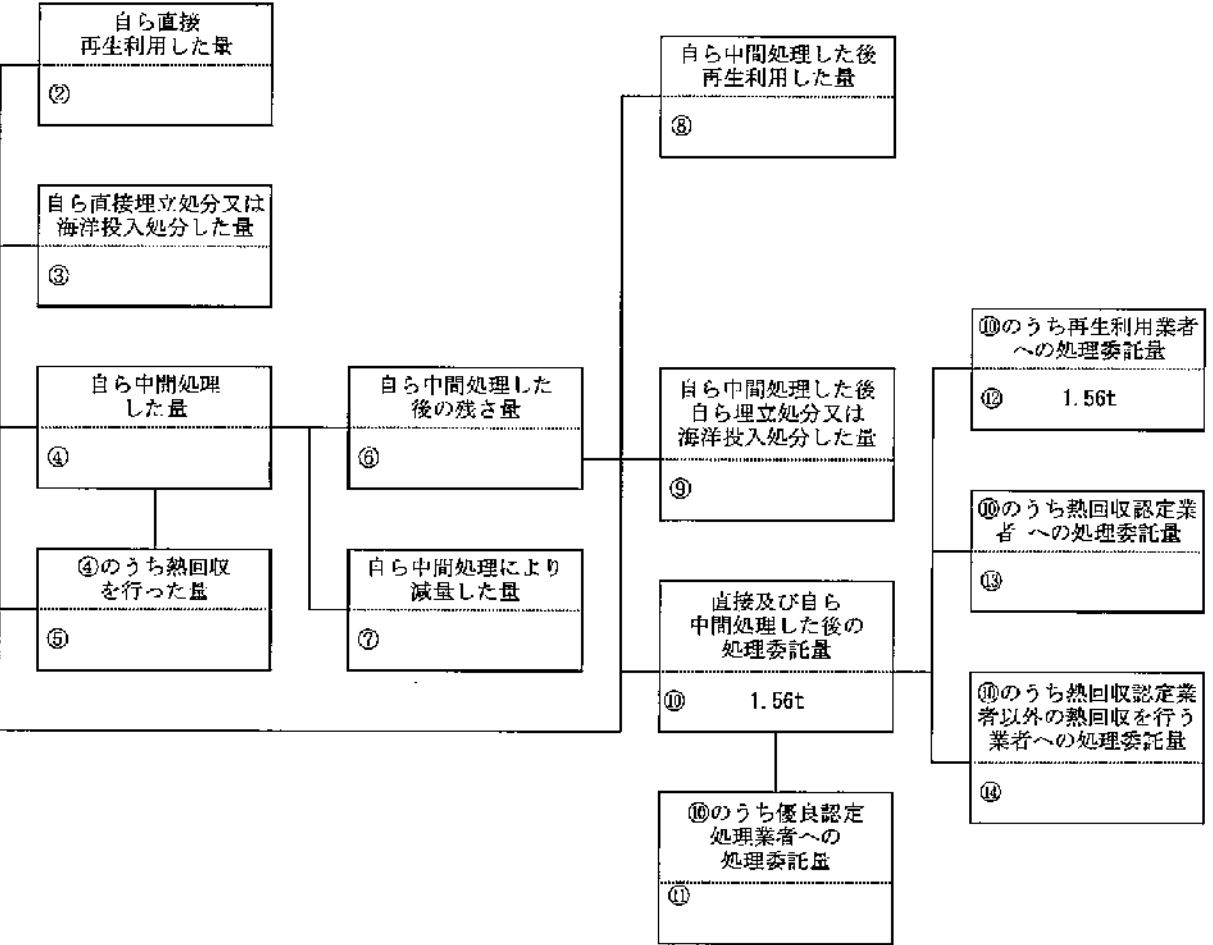 自ら直接
再生利用した量
②
自ら直接埋立処分又は
海洋投入処分した量
③
自ら中間処理
した量
④
④のうち熱回収
を行った量
⑤
自ら中間処理した
後の残さ量
⑥
自ら中間処理により
減量した量
⑦
自ら中間処理した後
再生利用した量
⑧
自ら中間処理した後
自ら埋立処分又は
海洋投入処分した量
⑨
直接及び自ら
中間処理した後の
処理委託量
⑩ 1.56t
⑩のうち優良認定
処理業者への
処理委託量
⑪
⑩のうち再生利用業者
への処理委託量
⑫ 1.56t
⑩のうち熱回収認定業
者 への処理委託量
⑬
⑩のうち熱回収認定業
者以外の熱回収を行う
業者への処理委託量
⑭